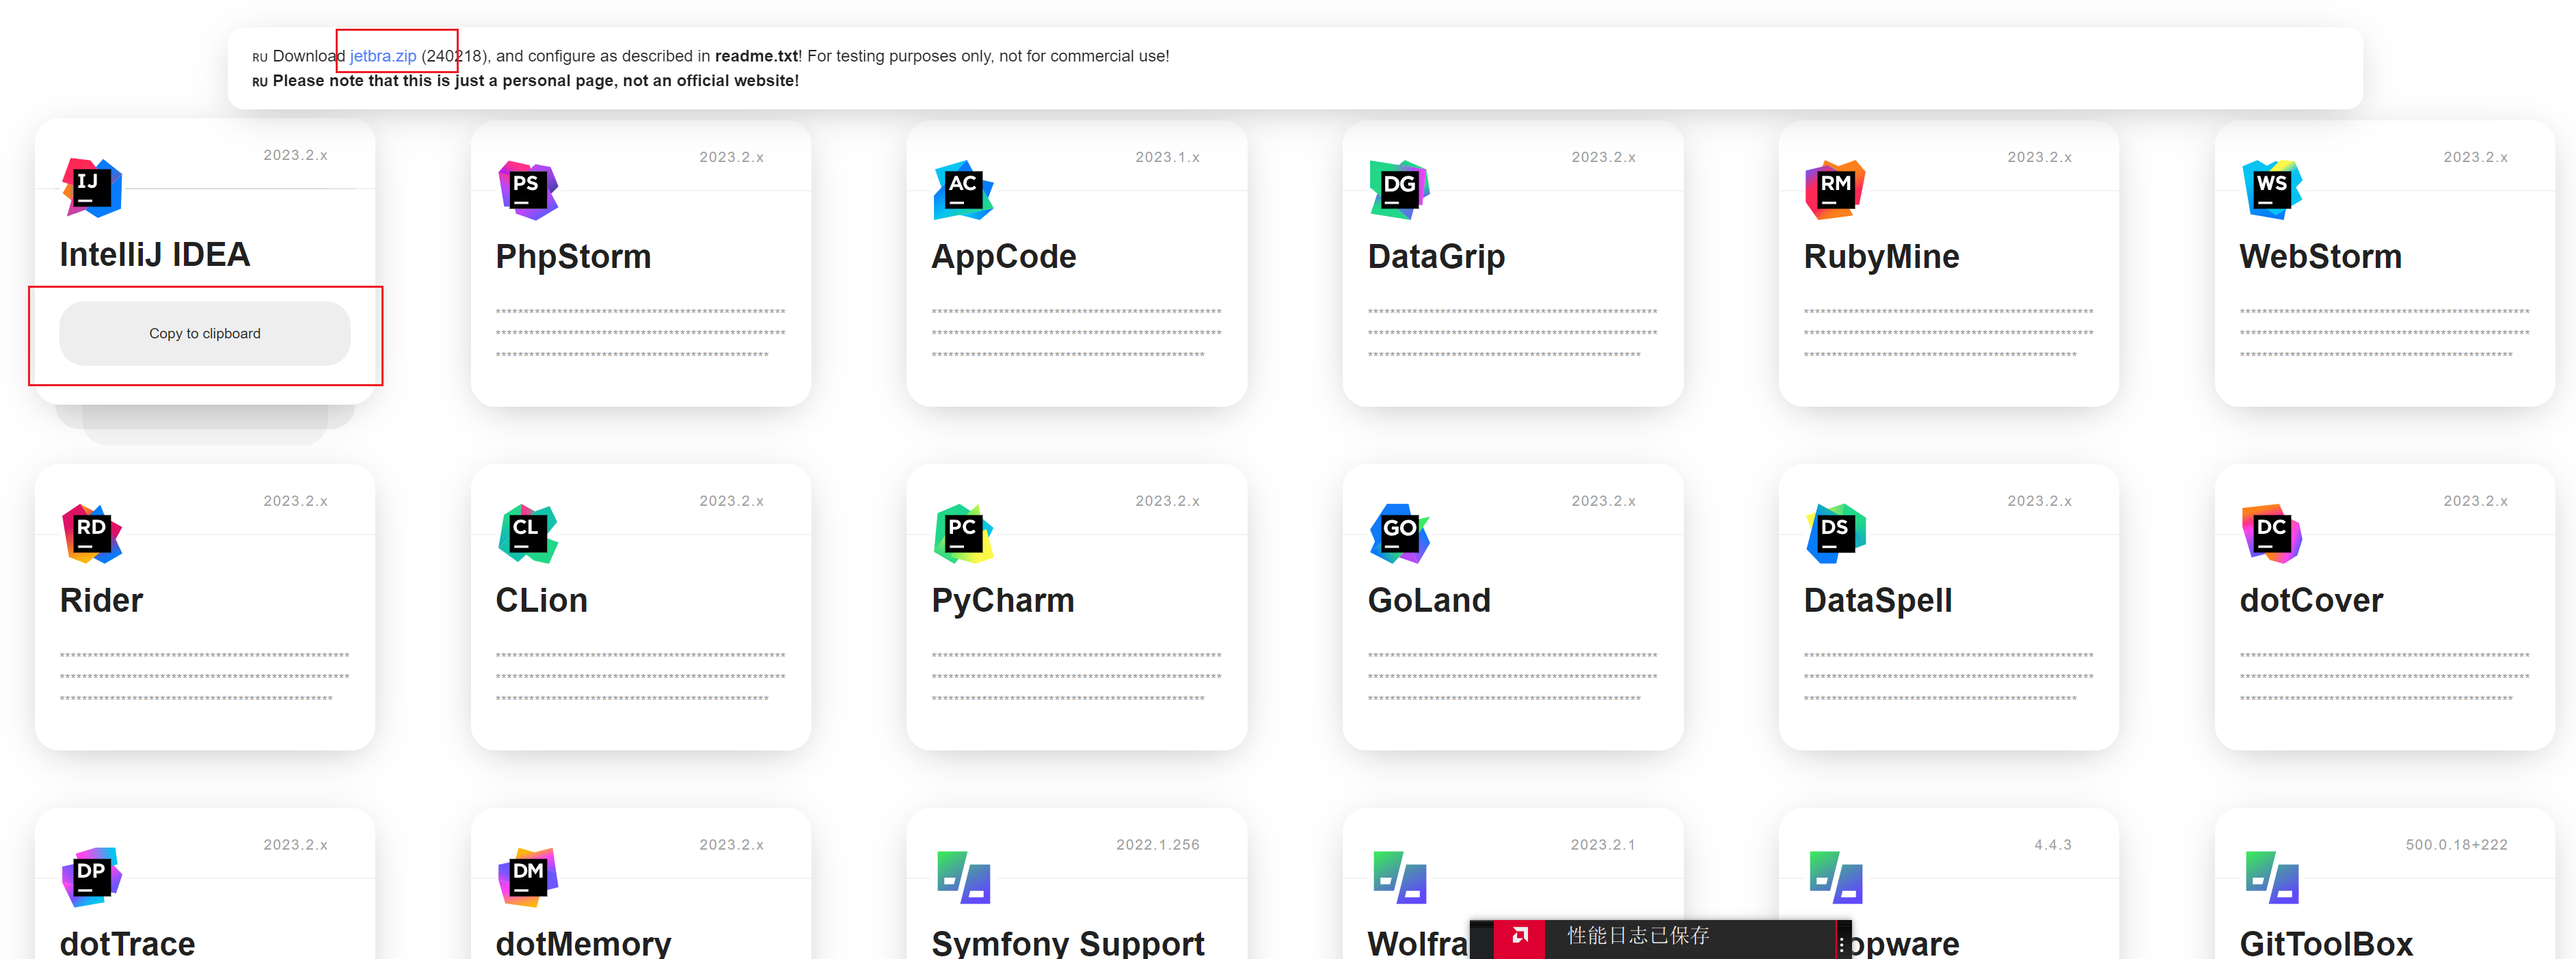 RU Download jetbra.zip (240218), and configure as described in readme.txt! For testing purposes only, not for commercial use!
RU Please note that this is just a personal page, not an official website!
2023.2.x
IJ
IntelliJ IDEA
Copy to clipboard
2023.2.x
PS
PhpStorm
2023.1.x
AC
AppCode
2023.2.x
DG
DataGrip
2023.2.x
RM
RubyMine
2023.2.x
WS
WebStorm
2023.2.x
RD
Rider
2023.2.x
CL
CLion
2023.2.x
PC
PyCharm
2023.2.x
GO
GoLand
2023.2.x
DS
DataSpell
2023.2.x
DC
dotCover
2023.2.x
DP
dotTrace
2023.2.x
DM
dotMemory
2022.1.256
Symfony Support
2023.2.1
Wolfra
4.4.3
opware
500.0.18+222
GitToolBox
性能日志已保存